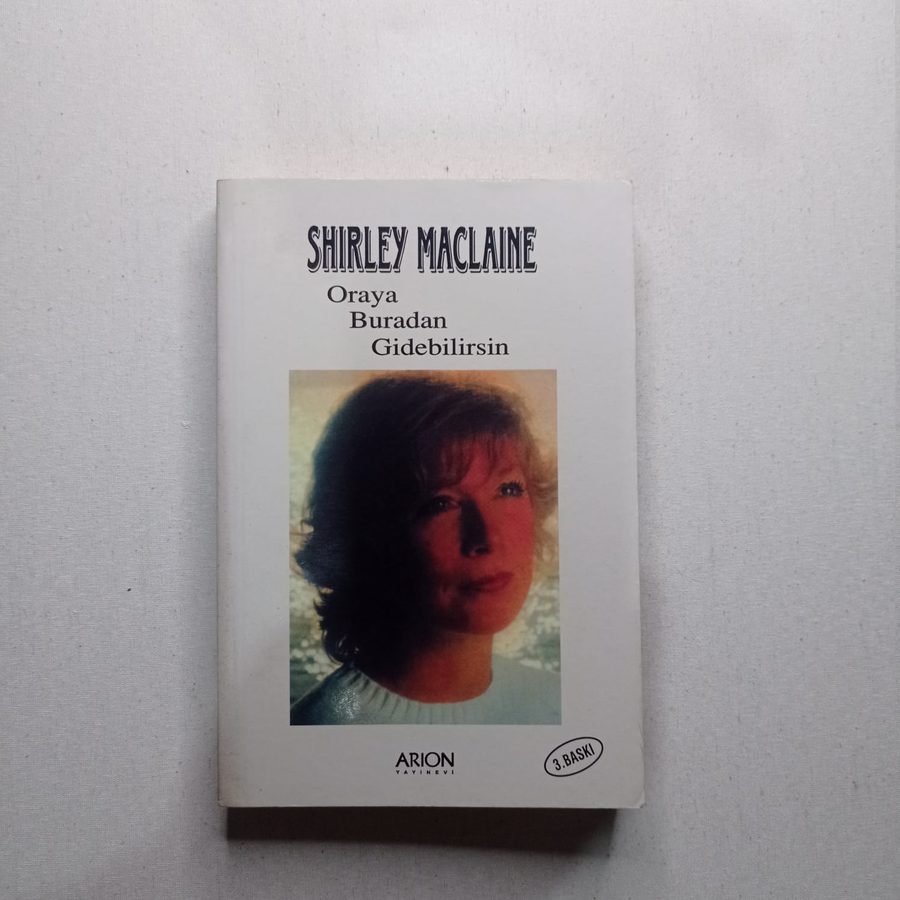 SHIRLEY MACLAINE
Oraya
Buradan
Gidebilirsin
ARION
YAYINEVİ
3.BASKI